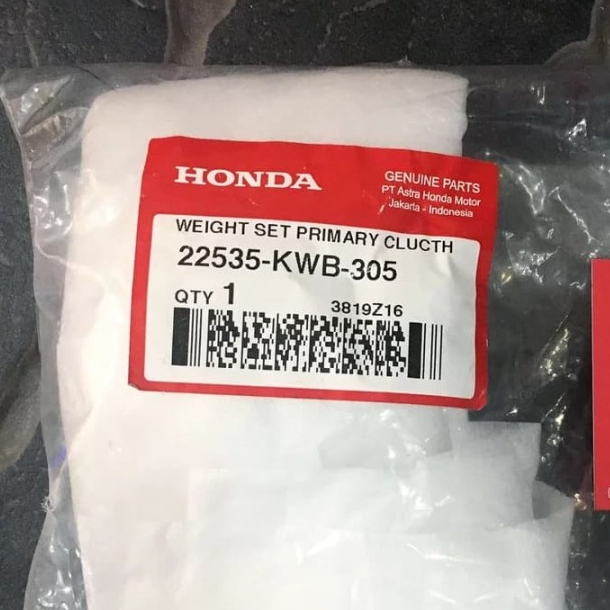 HONDA
GENUINE PARTS
PT Astra Honda Motor
Jakarta - Indonesia
WEIGHT SET PRIMARY CLUCTH
22535-KWB-305
QTY 1
3819Z16